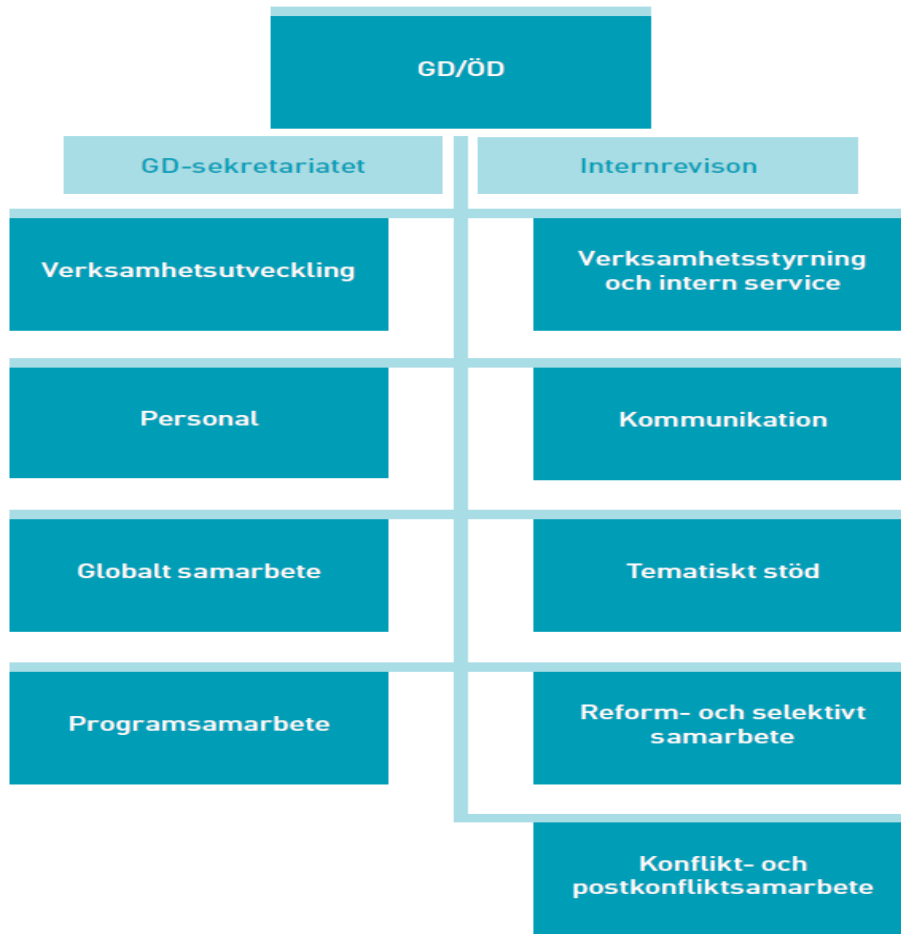 GD/ÖD
GD-sekretariatet
Internrevison
Verksamhetsutveckling
Verksamhetsstyrning
och intern service
Personal
Kommunikation
Globalt samarbete
Tematiskt stöd
Programsamarbete
Reform- och selektivt
samarbete
Konflikt- och
postkonfliktsamarbete